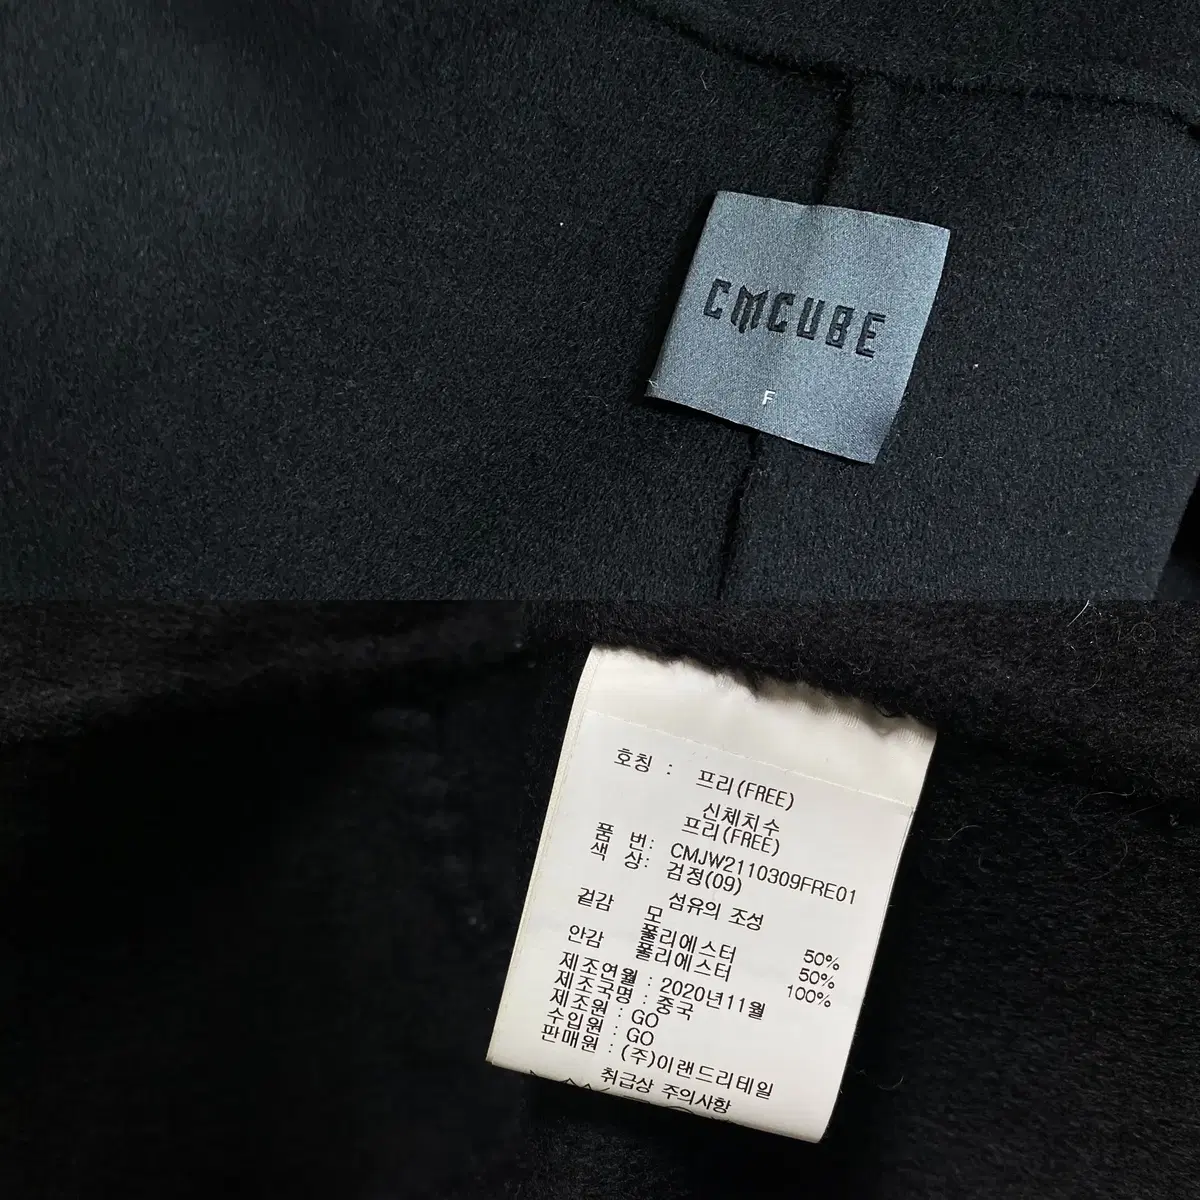 CMCUBE
F
호칭 : 프리(FREE)
신체치수
프리(FREE)
품 번: CMJW2110309FRE01
색 상: 검정(09)
섬유의 조성
겉감 모 50%
폴리에스터 50%
안감 폴리에스터 100%
제조연월 : 2020년11월
제조국명 : 중국
제조원 : GO
수입원 : GO
판매원 : (주)이랜드리테일
취급상 주의사항